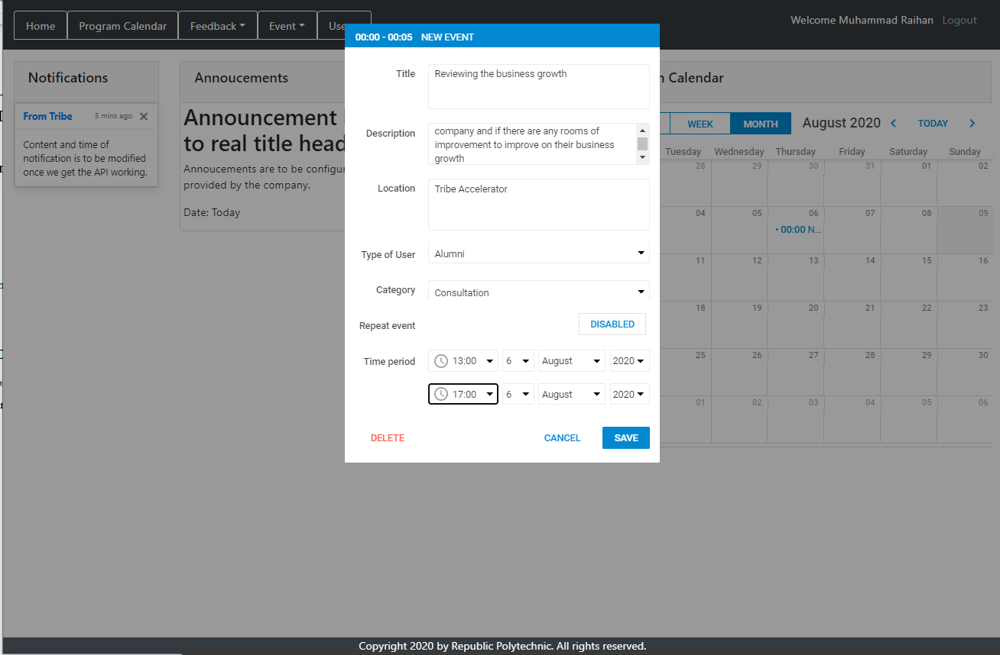 Home
Program Calendar
Feedback
Event
Use
Welcome Muhammad Raihan
Logout
Notifications
From Tribe
5 mins ago
Content and time of
notification is to be modified
once we get the API working.
Annoucements
Announcement
to real title head
Annoucements are to be configu
provided by the company.
Date: Today
00:00 - 00:05 NEW EVENT
Title
Reviewing the business growth
Description
company and if there are any rooms of
improvement to improve on their business
growth
Location
Tribe Accelerator
Type of User
Alumni
Category
Consultation
Repeat event
DISABLED
Time period
13:00 6 August 2020
17:00 6 August 2020
DELETE
CANCEL
SAVE
Calendar
WEEK
MONTH
August 2020
TODAY
Tuesday Wednesday Thursday Friday Saturday Sunday
28 29 30 31 01 02
04 05 06 07 08 09
• 00:00 N...
11 12 13 14 15 16
18 19 20 21 22 23
25 26 27 28 29 30
01 02 03 04 05 06
Copyright 2020 by Republic Polytechnic. All rights reserved.